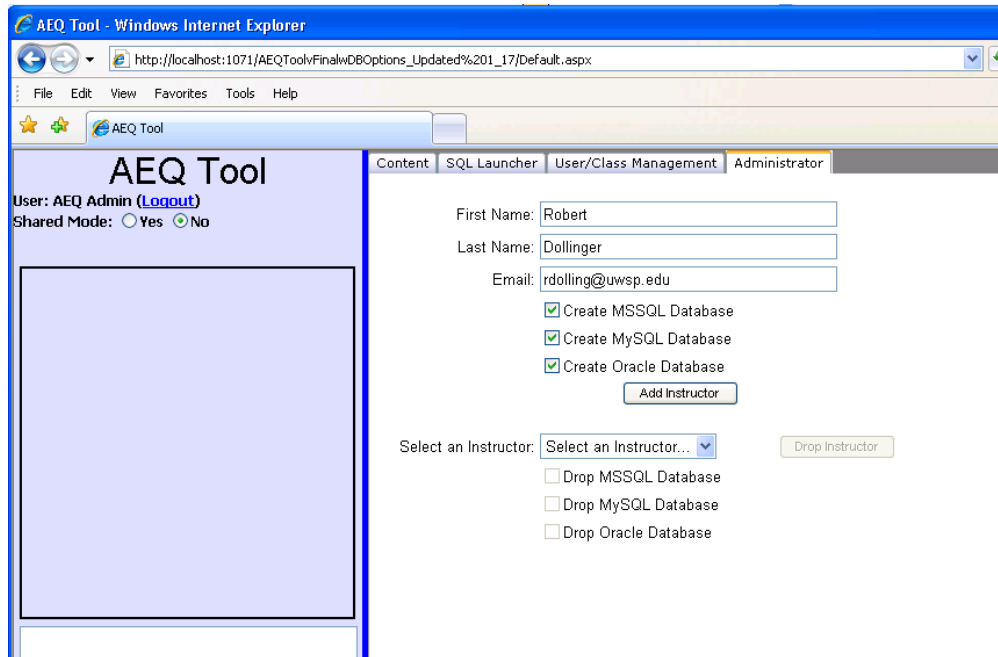 AEQ Tool - Windows Internet Explorer
http://localhost:1071/AEQToolvFinalwDBOptions_Updated%201_17/Default.aspx
File Edit View Favorites Tools Help
AEQ Tool
AEQ Tool
User: AEQ Admin (Logout)
Shared Mode: Yes No
Content SQL Launcher User/Class Management Administrator
First Name: Robert
Last Name: Dollinger
Email: rdolling@uwsp.edu
Create MSSQL Database
Create MySQL Database
Create Oracle Database
Add Instructor
Select an Instructor: Select an Instructor... Drop Instructor
Drop MSSQL Database
Drop MySQL Database
Drop Oracle Database